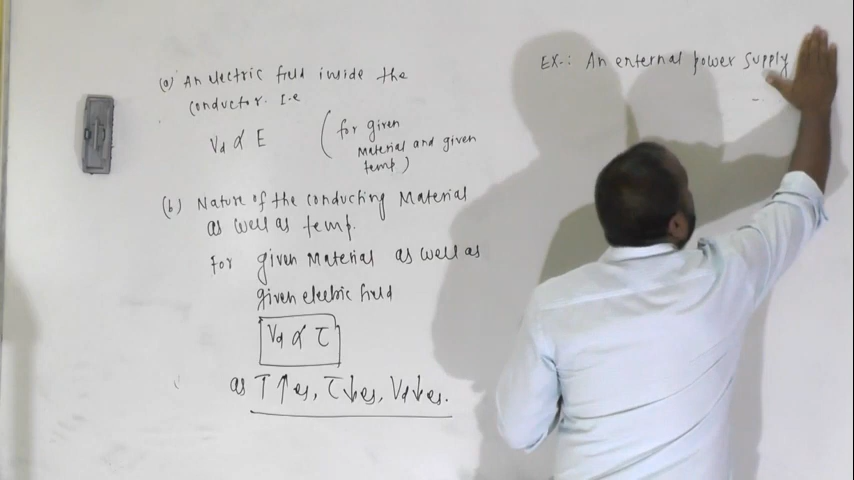 (a) An electric field inside the
conductor. I.e
Vd ∝ E (for given
Material and given
temp.)
(b) Nature of the conducting Material
as well as temp.
For given Material as well as
given electric field
Vd ∝ τ
as T↑es, τ↓es, Vd↓es.
EX-: An enternal power supply